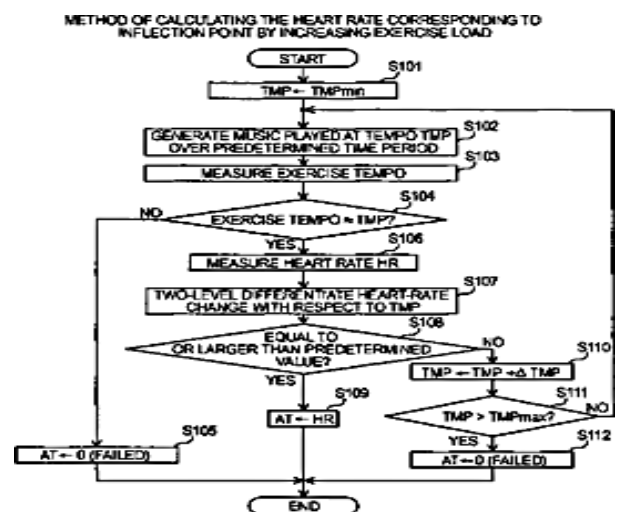 METHOD OF CALCULATING THE HEART RATE CORRESPONDING TO
INFLECTION POINT BY INCREASING EXERCISE LOAD
START
S101
TMP ← TMPmin
S102
GENERATE MUSIC PLAYED AT TEMPO TMP
OVER PREDETERMINED TIME PERIOD
S103
MEASURE EXERCISE TEMPO
S104
NO
EXERCISE TEMPO ≈ TMP?
YES
S106
MEASURE HEART RATE HR
S107
TWO-LEVEL DIFFERENTIATE HEART-RATE
CHANGE WITH RESPECT TO TMP
S108
EQUAL TO
OR LARGER THAN PREDETERMINED
VALUE?
NO
YES
S110
TMP ← TMP +Δ TMP
S109
AT ← HR
S111
TMP > TMPmax?
NO
YES
S105
AT ← 0 (FAILED)
S112
AT ← 0 (FAILED)
END